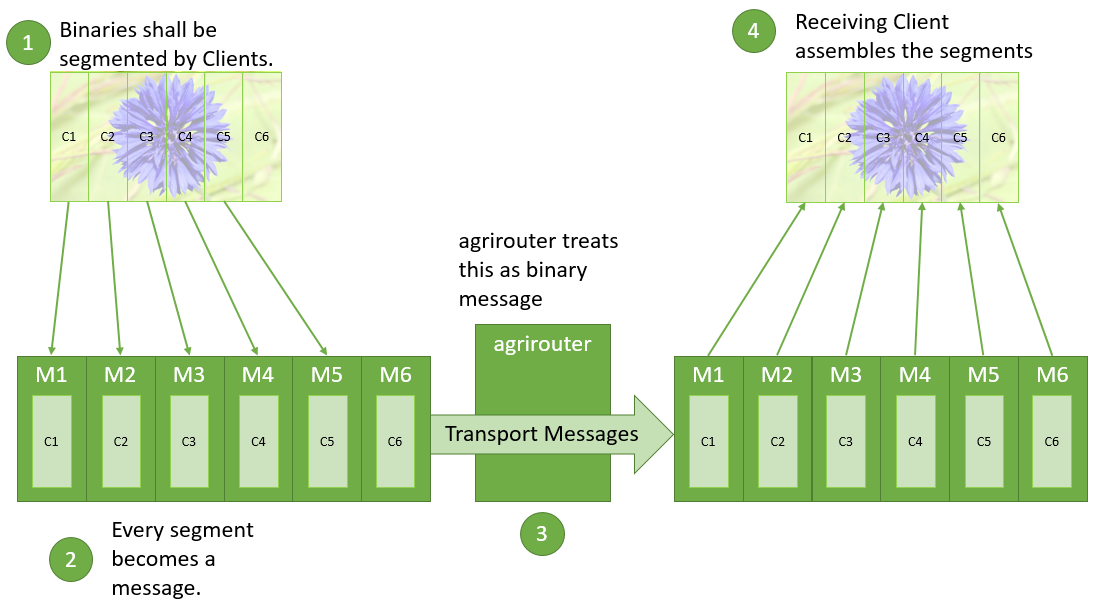 1
Binaries shall be
segmented by Clients.
C1 C2 C3 C4 C5 C6
M1 M2 M3 M4 M5 M6
C1 C2 C3 C4 C5 C6
2
Every segment
becomes a
message.
agrirouter treats
this as binary
message
agrirouter
Transport Messages
3
4
Receiving Client
assembles the segments
C1 C2 C3 C4 C5 C6
M1 M2 M3 M4 M5 M6
C1 C2 C3 C4 C5 C6